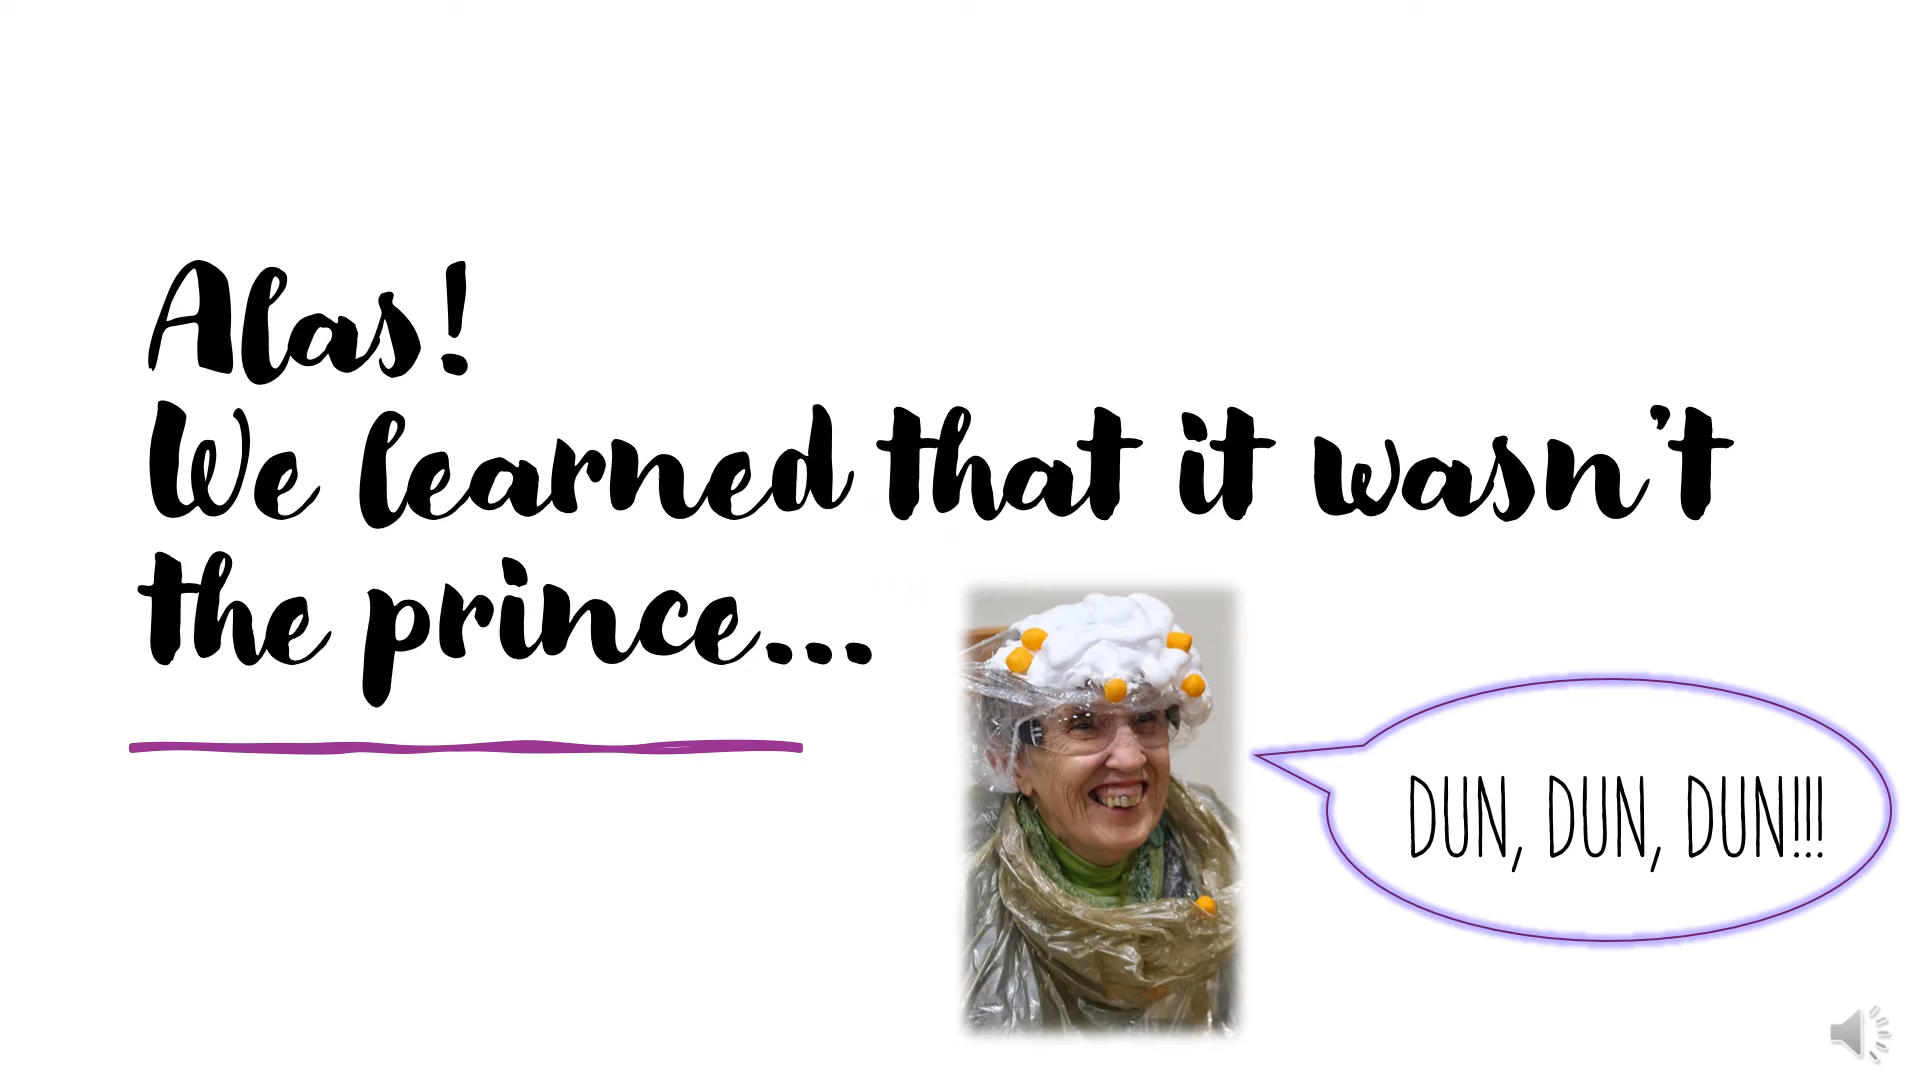 Alas!
We learned that it wasn't
the prince...
DUN, DUN, DUN!!!